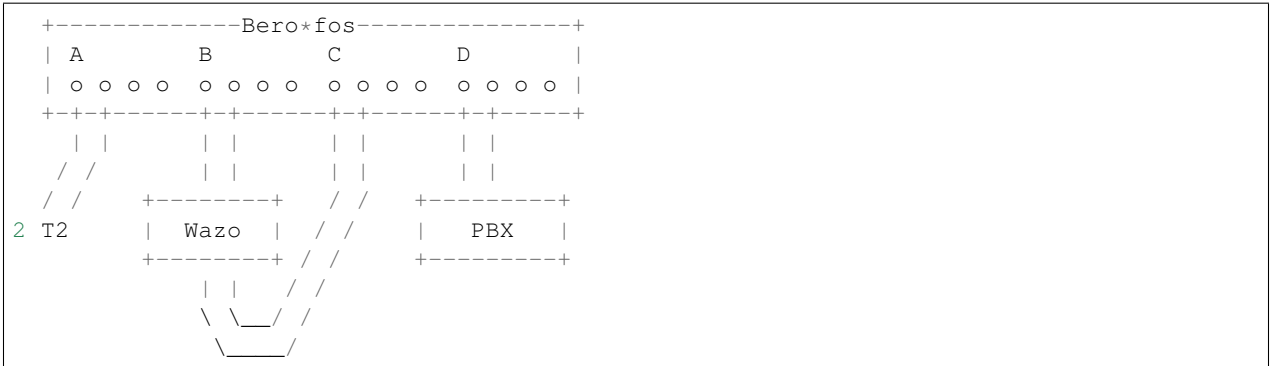 +-------------Bero*fos---------------+
| A        B        C        D       |
| o o o o  o o o o  o o o o  o o o o |
+-+-+------+-+------+-+------+-+-----+
  | |      | |      | |      | |
 / /       | |      | |      | |
/ /    +--------+   / /   +---------+
2 T2   |  Wazo  |  / /    |   PBX   |
       +--------+ / /     +---------+
           | |   / /
           \ \__/ /
            \____/